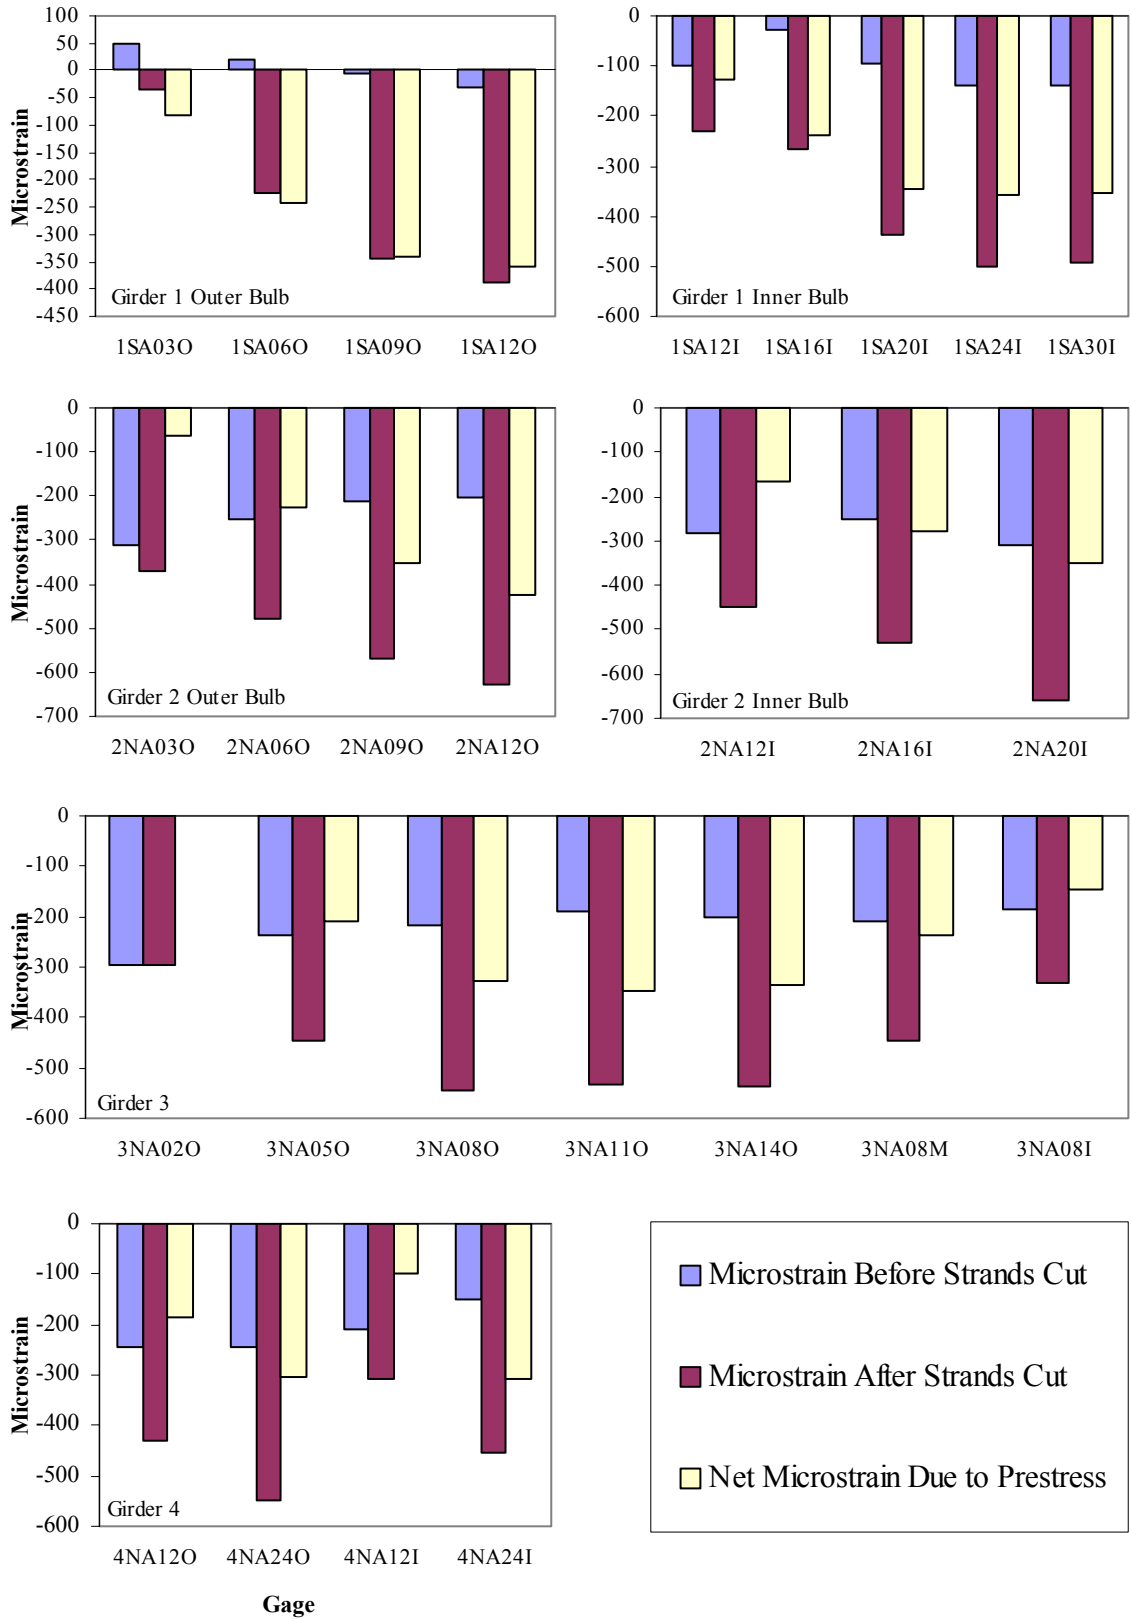 100
50
0
-50
-100
-150
-200
-250
-300
-350
-400
-450
Microstrain
Girder 1 Outer Bulb
1SA03O 1SA06O 1SA09O 1SA12O
0
-100
-200
-300
-400
-500
-600
Girder 1 Inner Bulb
1SA12I 1SA16I 1SA20I 1SA24I 1SA30I
0
-100
-200
-300
-400
-500
-600
-700
Microstrain
Girder 2 Outer Bulb
2NA03O 2NA06O 2NA09O 2NA12O
0
-100
-200
-300
-400
-500
-600
-700
Girder 2 Inner Bulb
2NA12I 2NA16I 2NA20I
0
-100
-200
-300
-400
-500
-600
Microstrain
Girder 3
3NA02O 3NA05O 3NA08O 3NA11O 3NA14O 3NA08M 3NA08I
0
-100
-200
-300
-400
-500
-600
Microstrain
Girder 4
4NA12O 4NA24O 4NA12I 4NA24I
Gage
Microstrain Before Strands Cut
Microstrain After Strands Cut
Net Microstrain Due to Prestress